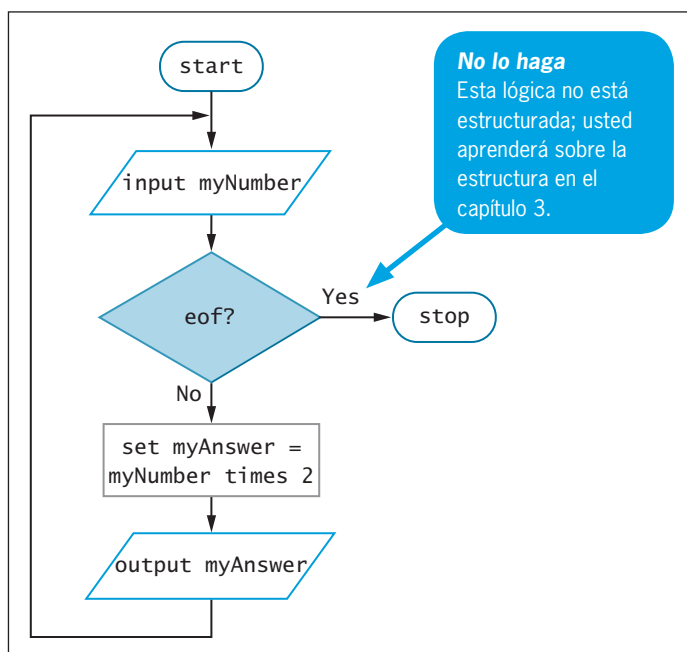 start
No lo haga
Esta lógica no está
estructurada; usted
aprenderá sobre la
estructura en el
capítulo 3.
input myNumber
eof?
Yes
stop
No
set myAnswer =
myNumber times 2
output myAnswer